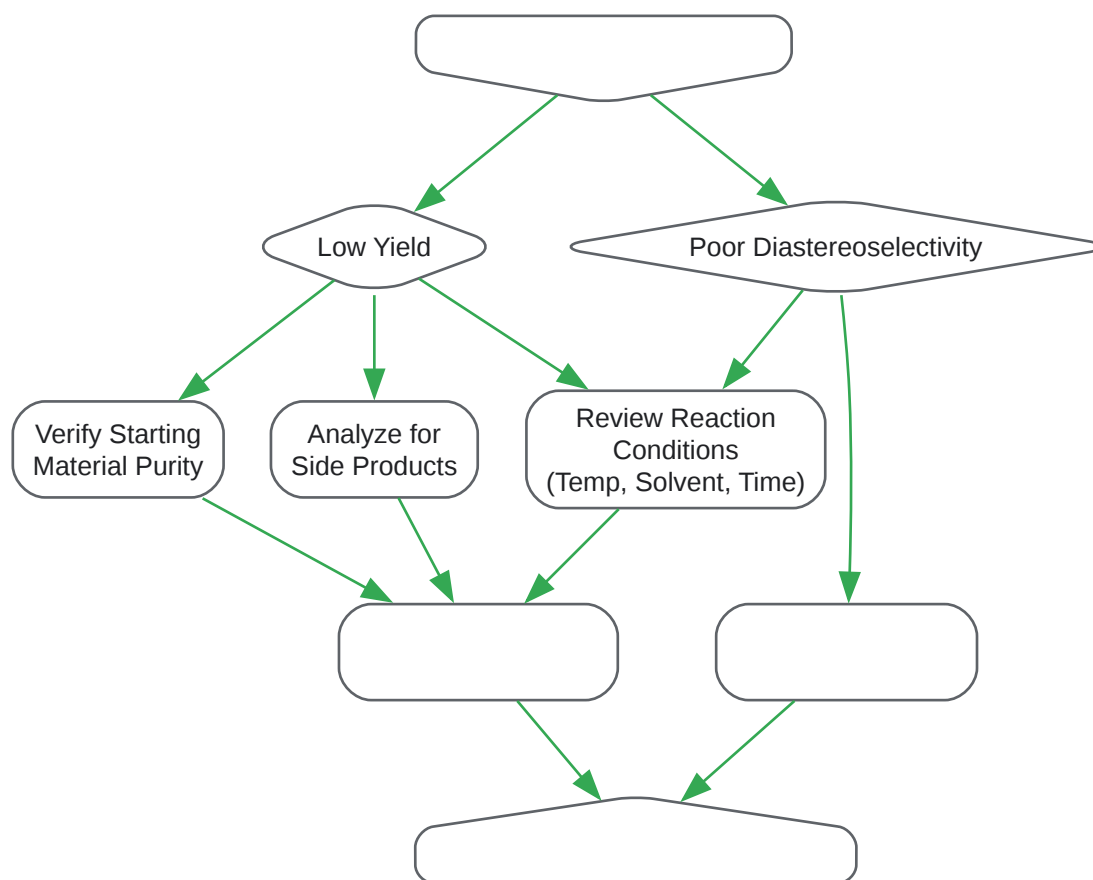 Low Yield
Poor Diastereoselectivity
Verify Starting
Material Purity
Analyze for
Side Products
Review Reaction
Conditions
(Temp, Solvent, Time)